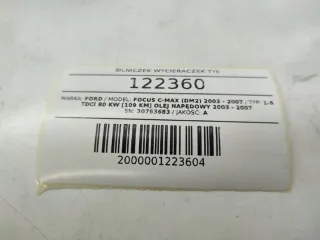 SILNICZEK WYCIERACZEK TYŁ
122360
MARKA: FORD / MODEL: FOCUS C-MAX (DM2) 2003 - 2007 / TYP: 1.6
TDCI 80 KW [109 KM] OLEJ NAPĘDOWY 2003 - 2007
SN: 30763683 / JAKOŚĆ: A
2000001223604